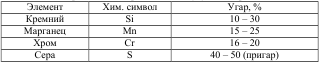 Элемент Хим. символ Угар, %
Кремний Si 10 – 30
Марганец Mn 15 – 25
Хром Cr 16 – 20
Сера S 40 – 50 (пригар)